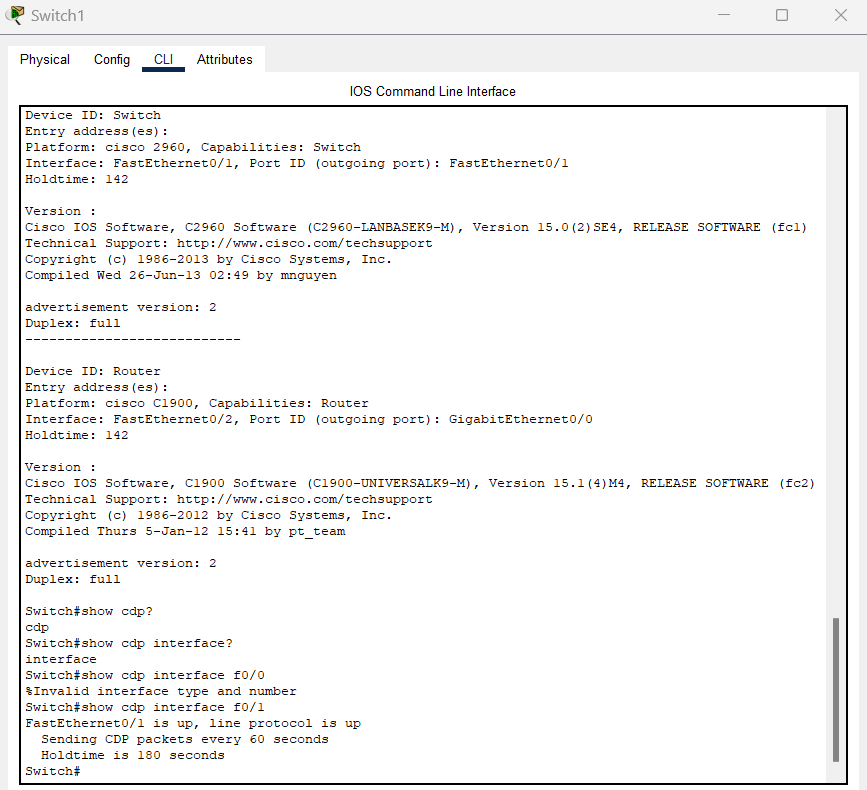 Switch1
Physical Config CLI Attributes
IOS Command Line Interface
Device ID: Switch
Entry address(es):
Platform: cisco 2960, Capabilities: Switch
Interface: FastEthernet0/1, Port ID (outgoing port): FastEthernet0/1
Holdtime: 142
Version :
Cisco IOS Software, C2960 Software (C2960-LANBASEK9-M), Version 15.0(2)SE4, RELEASE SOFTWARE (fc1)
Technical Support: http://www.cisco.com/techsupport
Copyright (c) 1986-2013 by Cisco Systems, Inc.
Compiled Wed 26-Jun-13 02:49 by mnguyen
advertisement version: 2
Duplex: full
---------------------------
Device ID: Router
Entry address(es):
Platform: cisco C1900, Capabilities: Router
Interface: FastEthernet0/2, Port ID (outgoing port): GigabitEthernet0/0
Holdtime: 142
Version :
Cisco IOS Software, C1900 Software (C1900-UNIVERSALK9-M), Version 15.1(4)M4, RELEASE SOFTWARE (fc2)
Technical Support: http://www.cisco.com/techsupport
Copyright (c) 1986-2012 by Cisco Systems, Inc.
Compiled Thurs 5-Jan-12 15:41 by pt_team
advertisement version: 2
Duplex: full
Switch#show cdp?
cdp
Switch#show cdp interface?
interface
Switch#show cdp interface f0/0
%Invalid interface type and number
Switch#show cdp interface f0/1
FastEthernet0/1 is up, line protocol is up
Sending CDP packets every 60 seconds
Holdtime is 180 seconds
Switch#